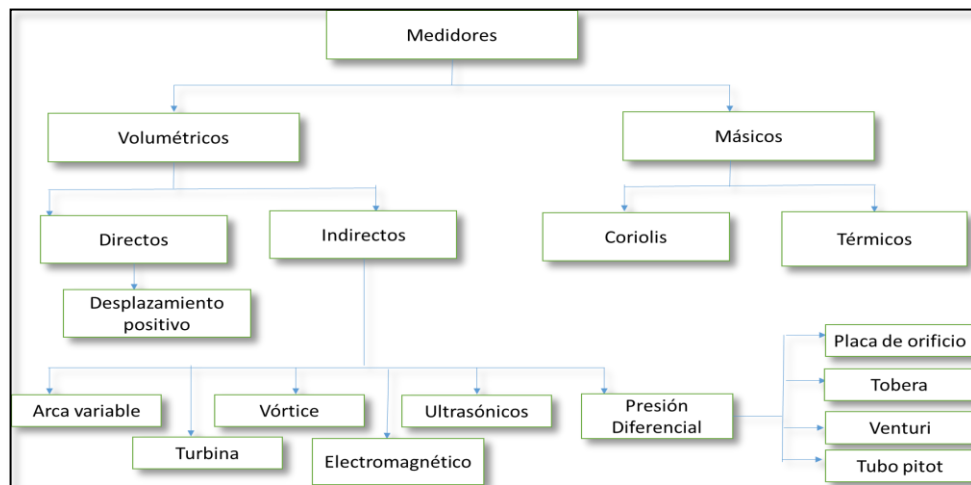 Medidores
Volumétricos
Másicos
Directos
Indirectos
Coriolis
Térmicos
Desplazamiento
positivo
Placa de orificio
Tobera
Venturi
Tubo pitot
Arca variable
Vórtice
Ultrasónicos
Presión
Diferencial
Turbina
Electromagnético